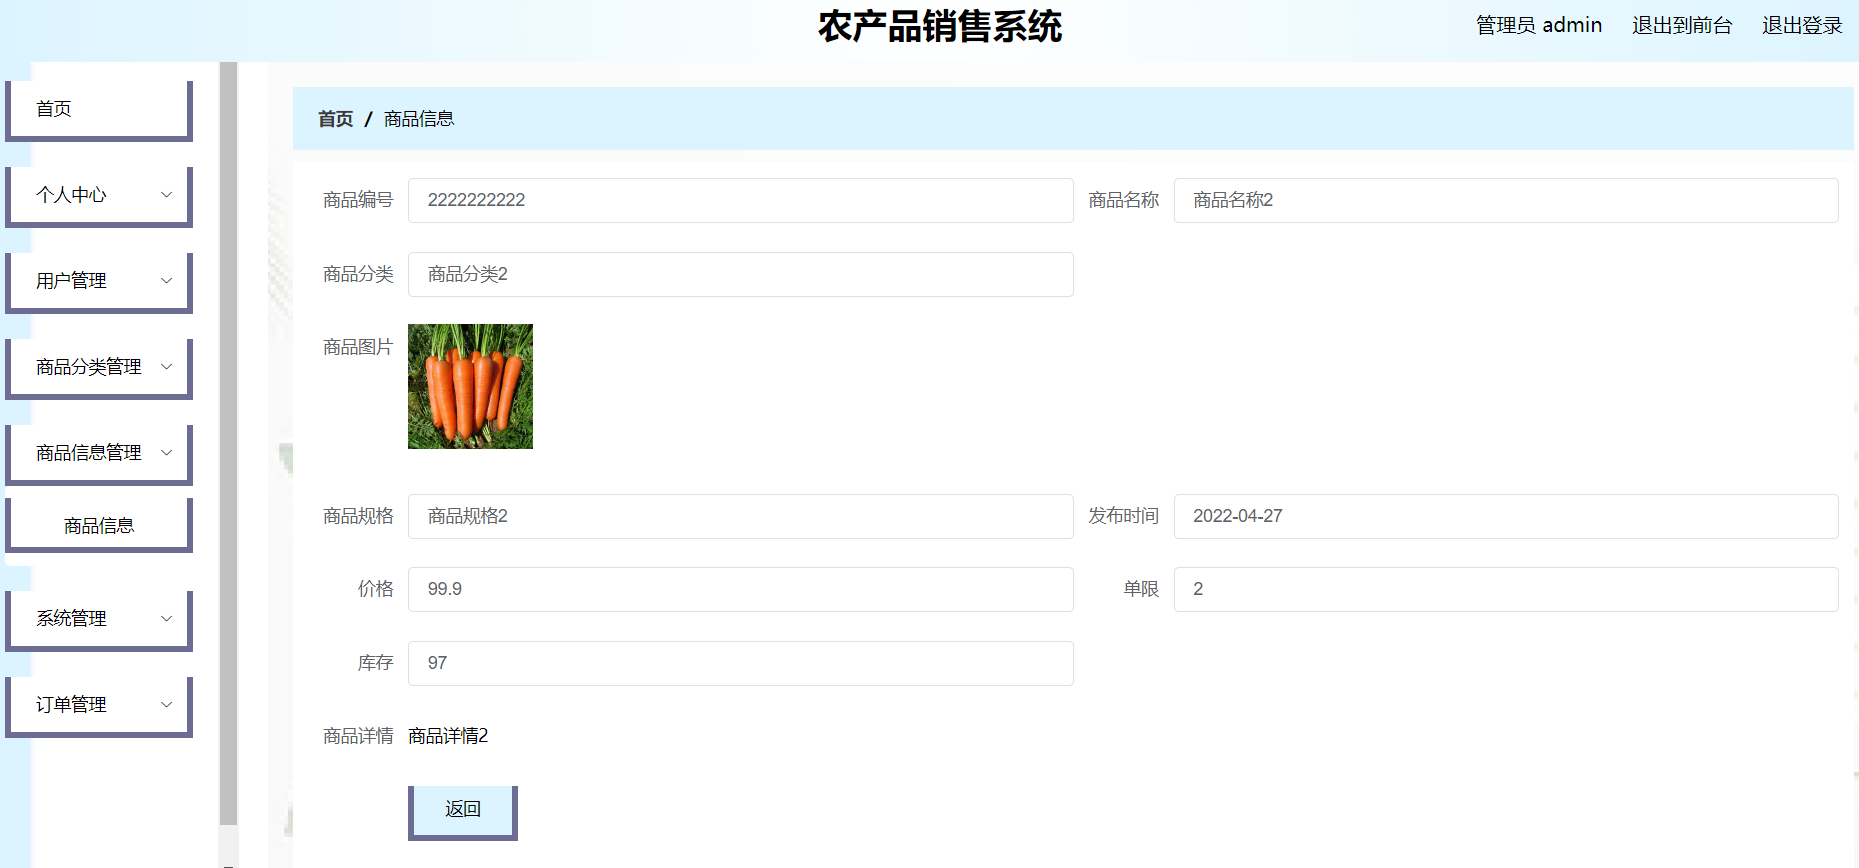 农产品销售系统
管理员 admin 退出到前台 退出登录
首页
个人中心
用户管理
商品分类管理
商品信息管理
商品信息
系统管理
订单管理
首页 / 商品信息
商品编号 2222222222 商品名称 商品名称2
商品分类 商品分类2
商品图片
商品规格 商品规格2 发布时间 2022-04-27
价格 99.9 单限 2
库存 97
商品详情 商品详情2
返回